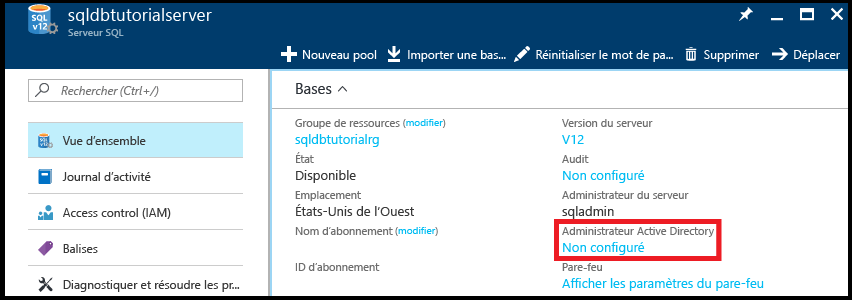 SQL
V12
sqldbtutorialserver
Serveur SQL
Nouveau pool
Importer une bas...
Réinitialiser le mot de pa...
Supprimer
Déplacer
Rechercher (Ctrl+/)
Vue d'ensemble
Journal d'activité
Access control (IAM)
Balises
Diagnostiquer et résoudre les pr...
Bases
Groupe de ressources (modifier)
sqldbtutorialrg
État
Disponible
Emplacement
États-Unis de l'Ouest
Nom d'abonnement (modifier)
ID d'abonnement
Version du serveur
V12
Audit
Non configuré
Administrateur du serveur
sqladmin
Administrateur Active Directory
Non configuré
Pare-feu
Afficher les paramètres du pare-feu